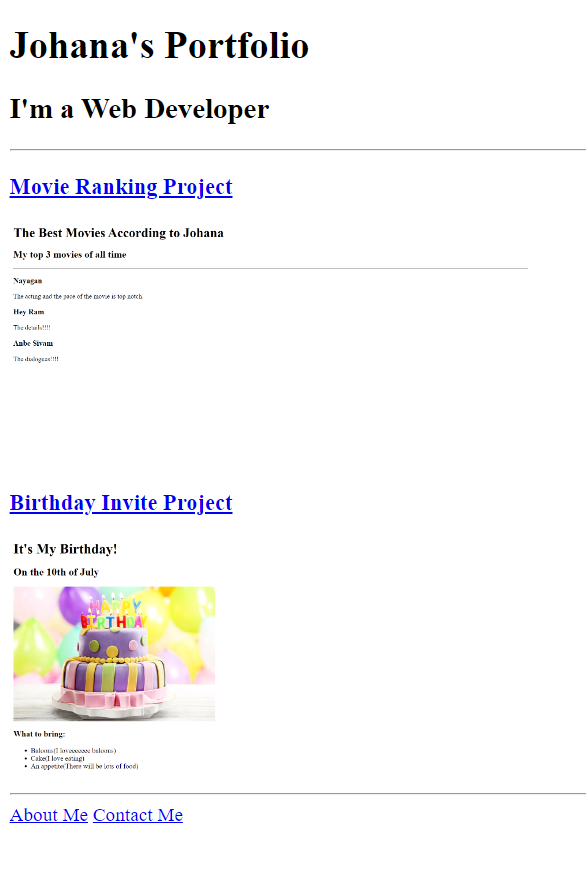 Johana's Portfolio
I'm a Web Developer
Movie Ranking Project
The Best Movies According to Johana
My top 3 movies of all time
Nayagan
The acting and the pace of the movie is top notch
Hey Ram
The details!!!!
Anbe Sivam
The dialogues!!!!
Birthday Invite Project
It's My Birthday!
On the 10th of July
HAPPY
BIRTHDAY
What to bring:
• Baloons(I loveeeeeee baloons)
• Cake(I love eating)
• An appetite(There will be lots of food)
About Me Contact Me